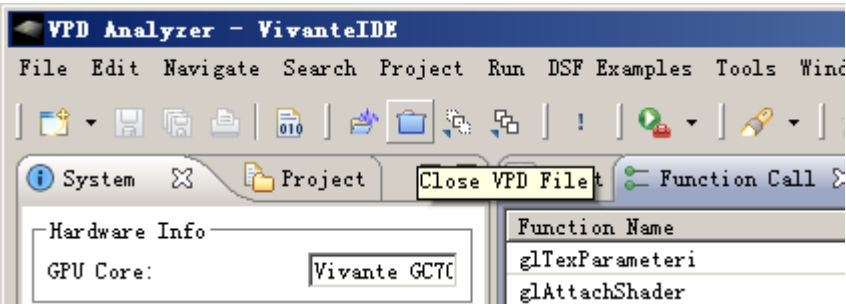 VPD Analyzer - VivanteIDE
File Edit Navigate Search Project Run DSF Examples Tools
010 !
System Project Close VPD File Function Call
Hardware Info
Function Name
GPU Core: Vivante GC70
glTexParameteri
glAttachShader